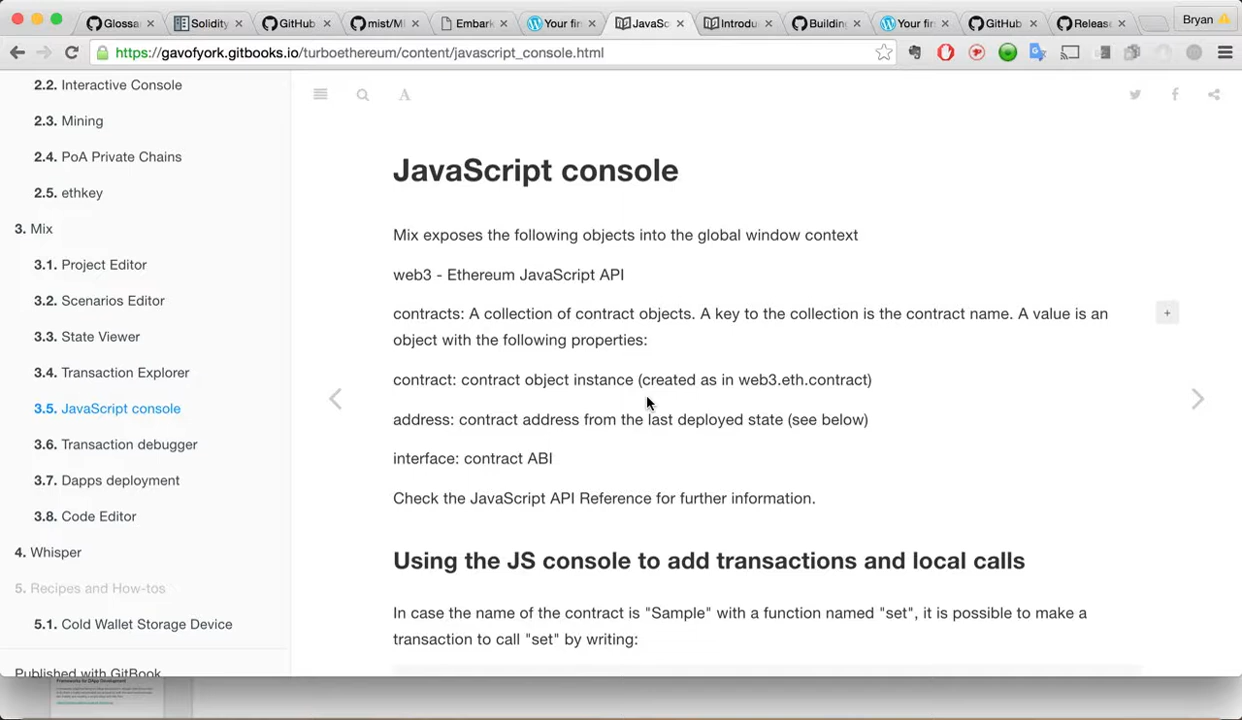 Glossa
Solidity
GitHub
mist/M
Embark
Your fir
JavaSc
Introdu
Building
Your fir
GitHub
Release
Bryan
https://gavofyork.gitbooks.io/turboethereum/content/javascript_console.html
2.2. Interactive Console
2.3. Mining
2.4. PoA Private Chains
2.5. ethkey
3. Mix
3.1. Project Editor
3.2. Scenarios Editor
3.3. State Viewer
3.4. Transaction Explorer
3.5. JavaScript console
3.6. Transaction debugger
3.7. Dapps deployment
3.8. Code Editor
4. Whisper
5. Recipes and How-tos
5.1. Cold Wallet Storage Device
Published with GitBook
A
JavaScript console
Mix exposes the following objects into the global window context
web3 - Ethereum JavaScript API
contracts: A collection of contract objects. A key to the collection is the contract name. A value is an
object with the following properties:
+
contract: contract object instance (created as in web3.eth.contract)
address: contract address from the last deployed state (see below)
interface: contract ABI
Check the JavaScript API Reference for further information.
Using the JS console to add transactions and local calls
In case the name of the contract is "Sample" with a function named "set", it is possible to make a
transaction to call "set" by writing: